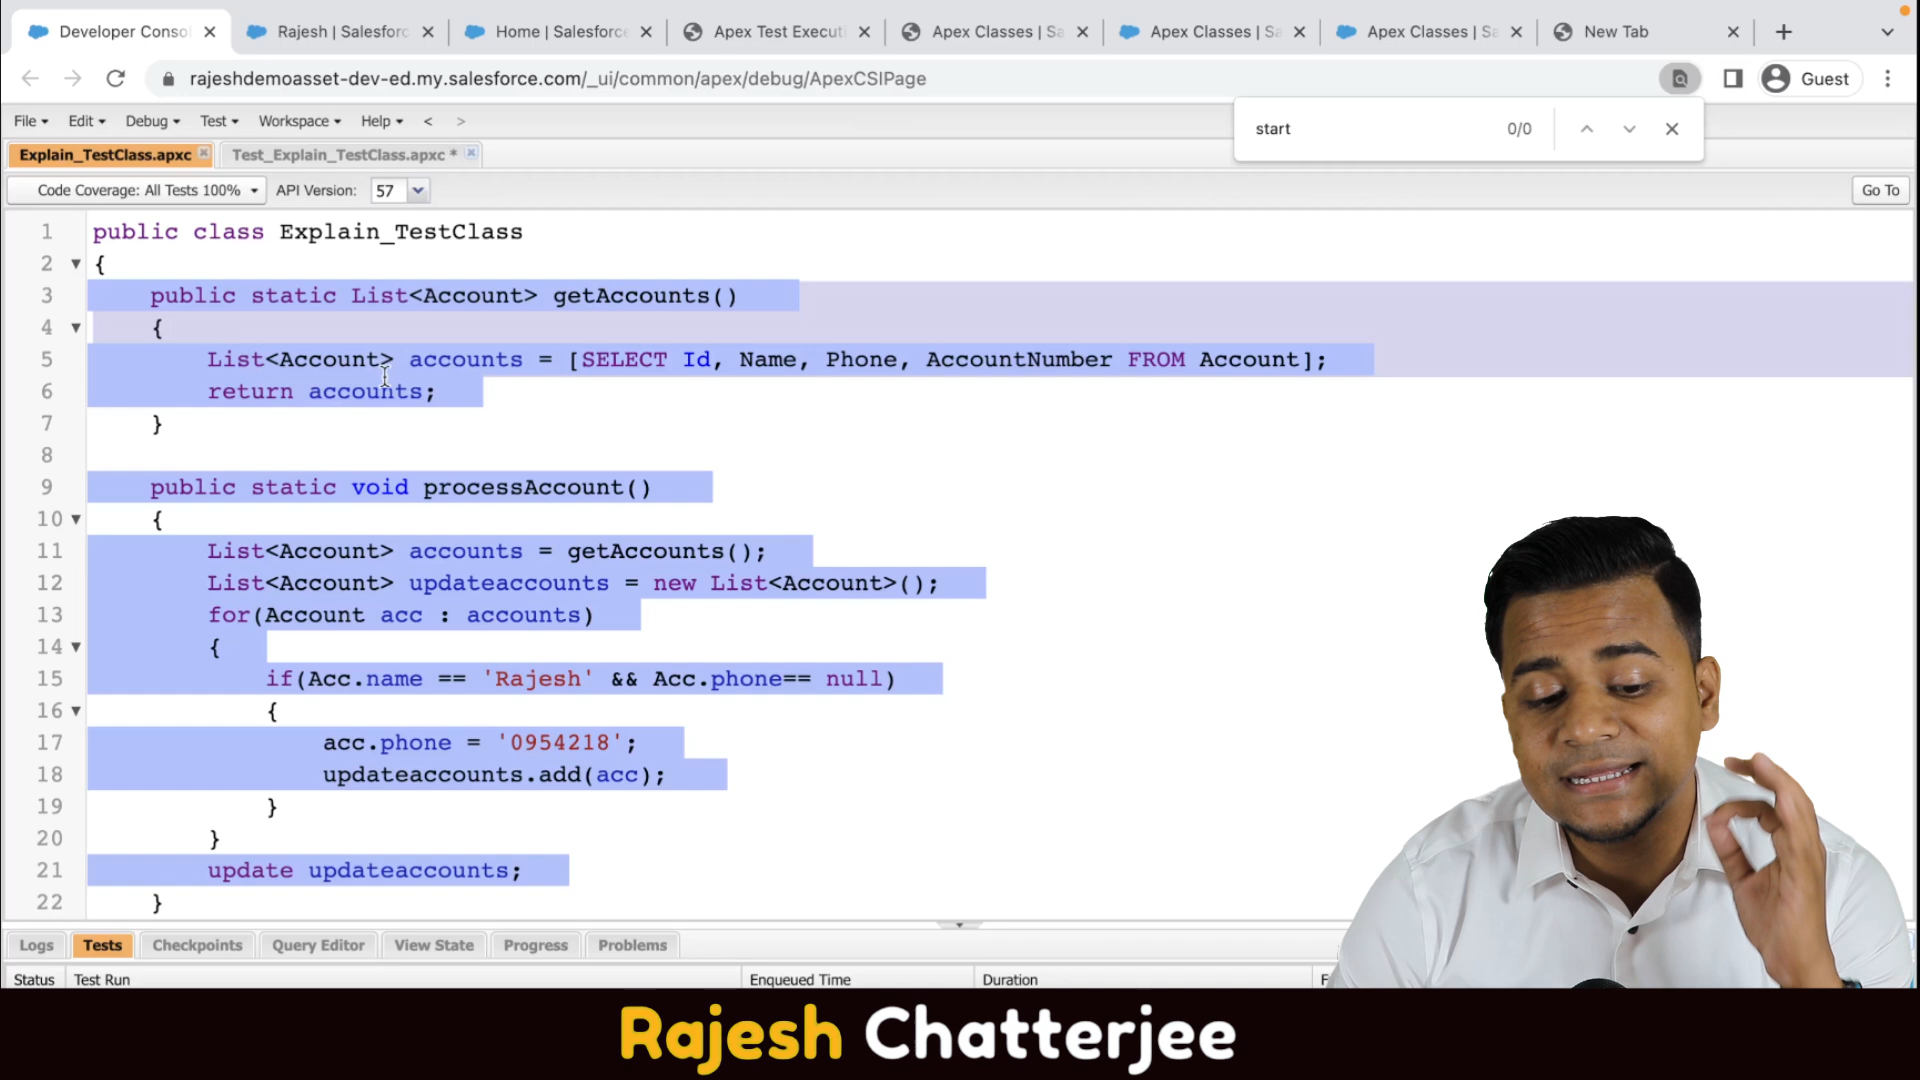 Developer Consol
Rajesh | Salesforc
Home | Salesforce
Apex Test Executi
Apex Classes | Sa
Apex Classes | Sa
Apex Classes | Sa
New Tab
rajeshdemoasset-dev-ed.my.salesforce.com/_ui/common/apex/debug/ApexCSIPage
Guest
File Edit Debug Test Workspace Help < >
start 0/0
Explain_TestClass.apxc
Test_Explain_TestClass.apxc *
Code Coverage: All Tests 100% API Version: 57 Go To
1 public class Explain_TestClass
2 {
3 public static List<Account> getAccounts()
4 {
5 List<Account> accounts = [SELECT Id, Name, Phone, AccountNumber FROM Account];
6 return accounts;
7 }
8
9 public static void processAccount()
10 {
11 List<Account> accounts = getAccounts();
12 List<Account> updateaccounts = new List<Account>();
13 for(Account acc : accounts)
14 {
15 if(Acc.name == 'Rajesh' && Acc.phone== null)
16 {
17 acc.phone = '0954218';
18 updateaccounts.add(acc);
19 }
20 }
21 update updateaccounts;
22 }
Logs Tests Checkpoints Query Editor View State Progress Problems
Status Test Run Enqueued Time Duration F
Rajesh Chatterjee